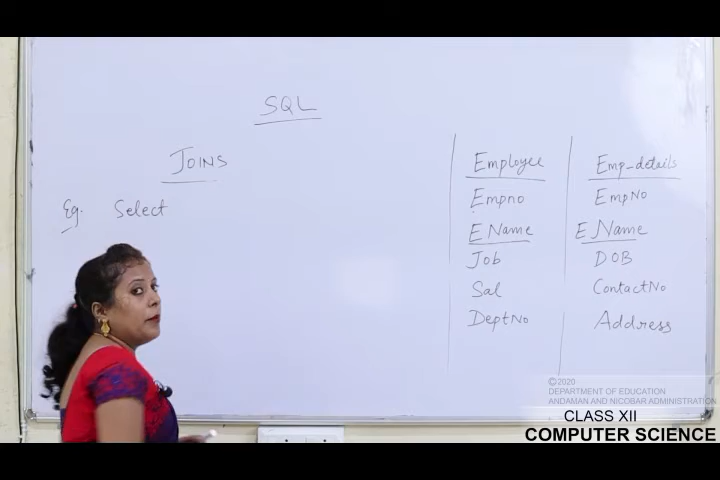 SQL
JOINS
Eg. Select
Employee
Empno
EName
Job
Sal
DeptNo
Emp-details
EmpNo
EName
DOB
ContactNo
Address
©2020
DEPARTMENT OF EDUCATION
ANDAMAN AND NICOBAR ADMINISTRATION
CLASS XII
COMPUTER SCIENCE